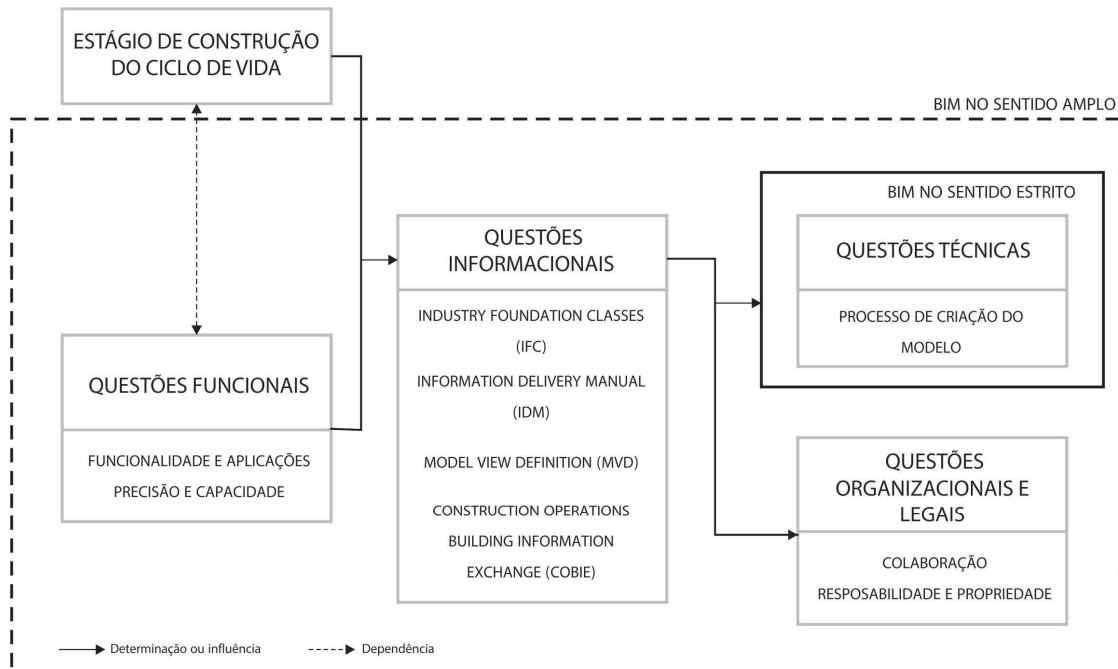 ESTÁGIO DE CONSTRUÇÃO
DO CICLO DE VIDA
BIM NO SENTIDO AMPLO
QUESTÕES FUNCIONAIS
FUNCIONALIDADE E APLICAÇÕES
PRECISÃO E CAPACIDADE
QUESTÕES
INFORMACIONAIS
INDUSTRY FOUNDATION CLASSES
(IFC)
INFORMATION DELIVERY MANUAL
(IDM)
MODEL VIEW DEFINITION (MVD)
CONSTRUCTION OPERATIONS
BUILDING INFORMATION
EXCHANGE (COBIE)
BIM NO SENTIDO ESTRITO
QUESTÕES TÉCNICAS
PROCESSO DE CRIAÇÃO DO
MODELO
QUESTÕES
ORGANIZACIONAIS E
LEGAIS
COLABORAÇÃO
RESPOSABILIDADE E PROPRIEDADE
Determinação ou influência
Dependência